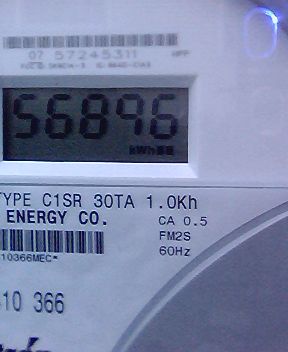 07 57245311
56896
kWh
TYPE C1SR 30TA 1.0Kh
ENERGY CO. CA 0.5
FM2S
10366MEC*
60Hz
10 366